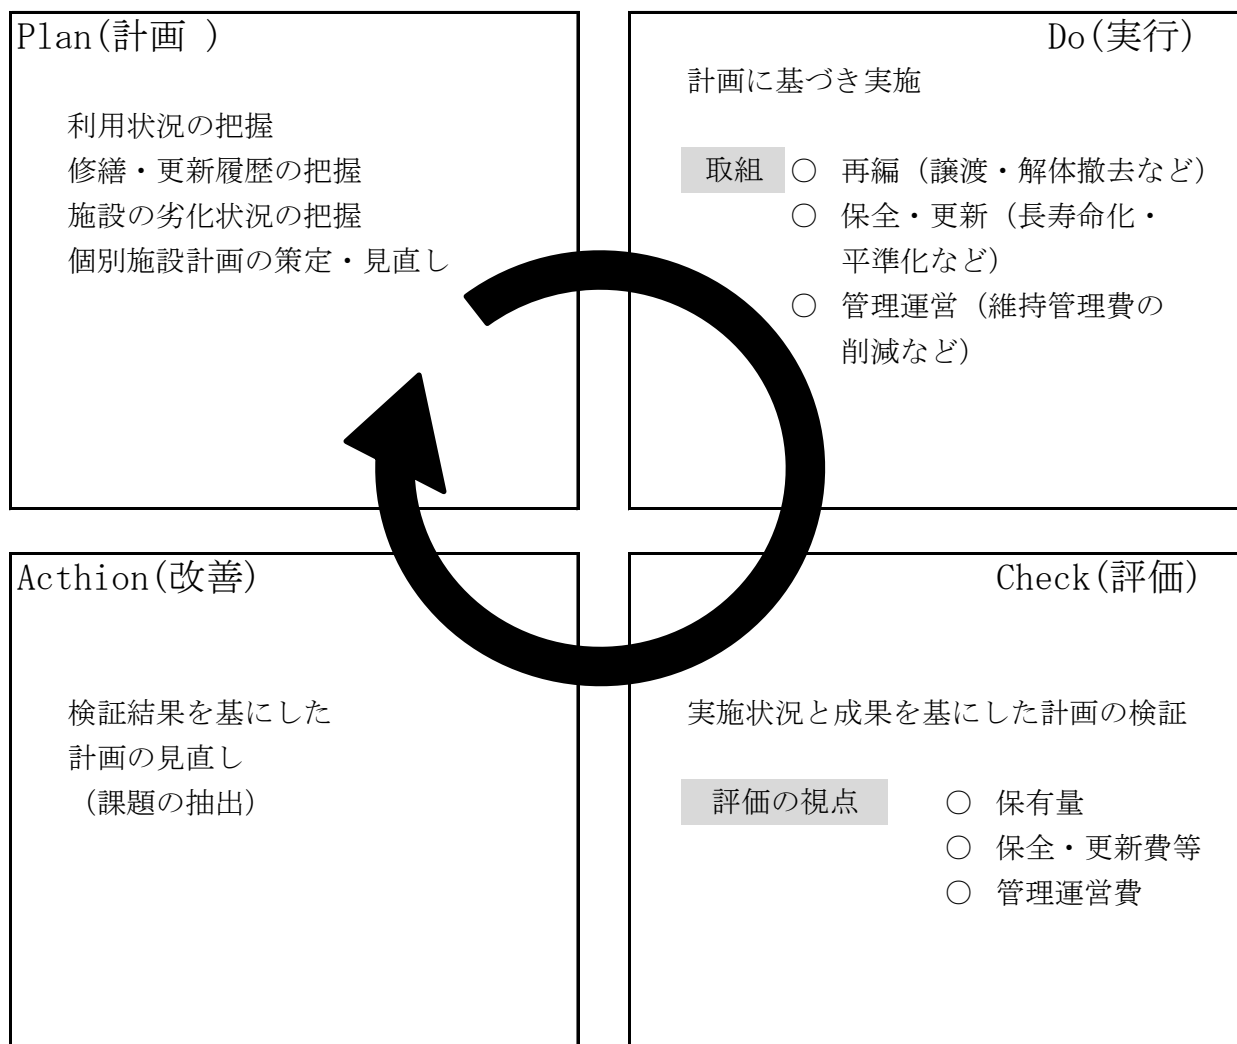 Plan(計画 )
利用状況の把握
修繕・更新履歴の把握
施設の劣化状況の把握
個別施設計画の策定・見直し
Do(実行)
計画に基づき実施
取組 ○ 再編（譲渡・解体撤去など）
○ 保全・更新（長寿命化・
平準化など）
○ 管理運営（維持管理費の
削減など）
Acthion(改善)
検証結果を基にした
計画の見直し
（課題の抽出）
Check(評価)
実施状況と成果を基にした計画の検証
評価の視点 ○ 保有量
○ 保全・更新費等
○ 管理運営費